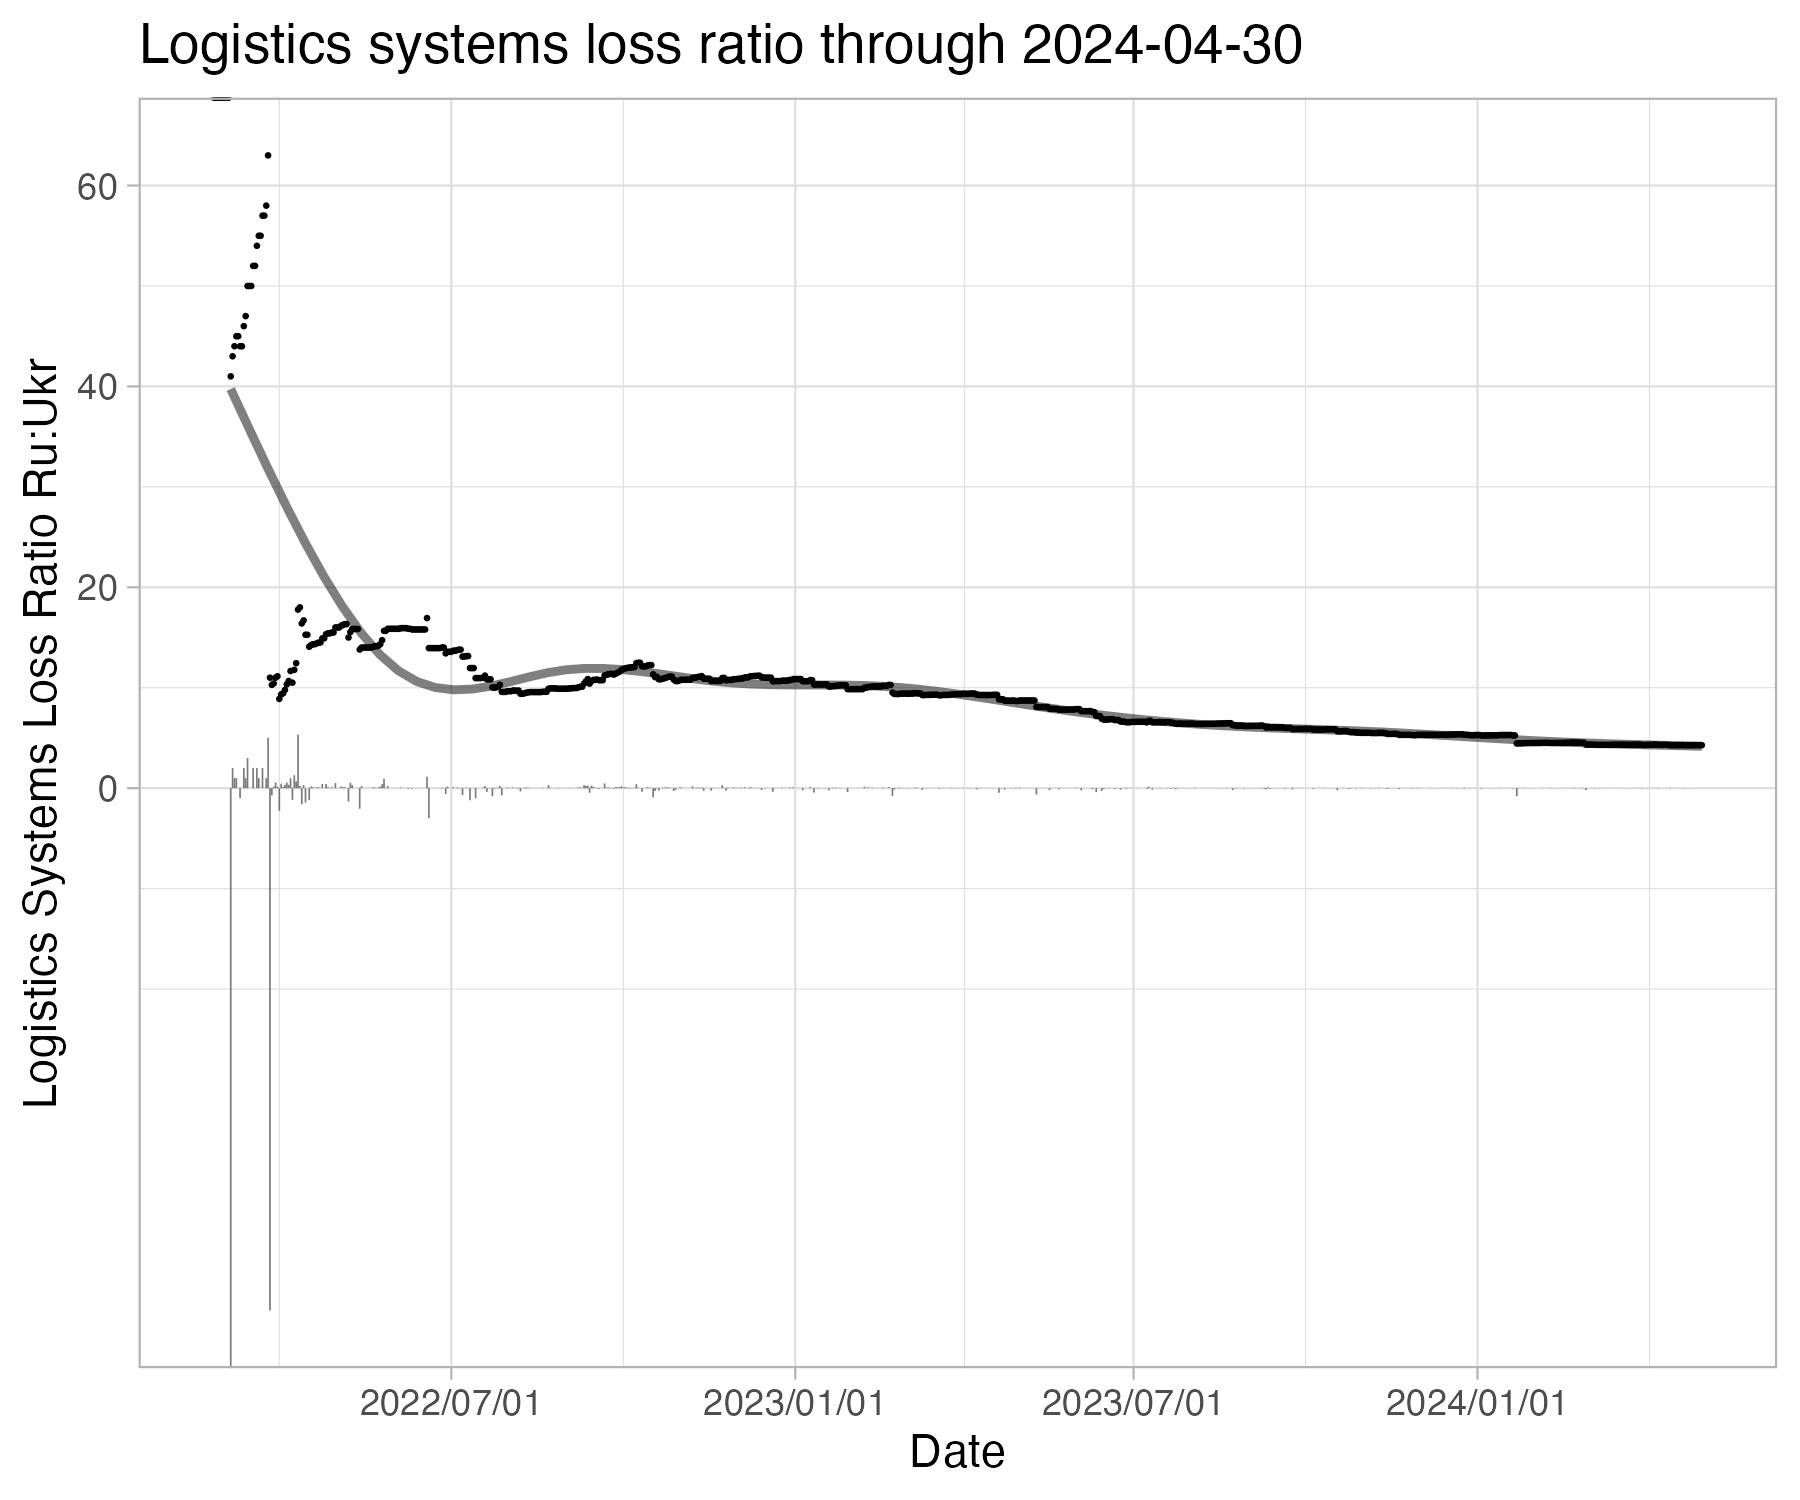 Logistics systems loss ratio through 2024-04-30
Logistics Systems Loss Ratio Ru:Ukr
60
40
20
0
2022/07/01
2023/01/01
2023/07/01
2024/01/01
Date